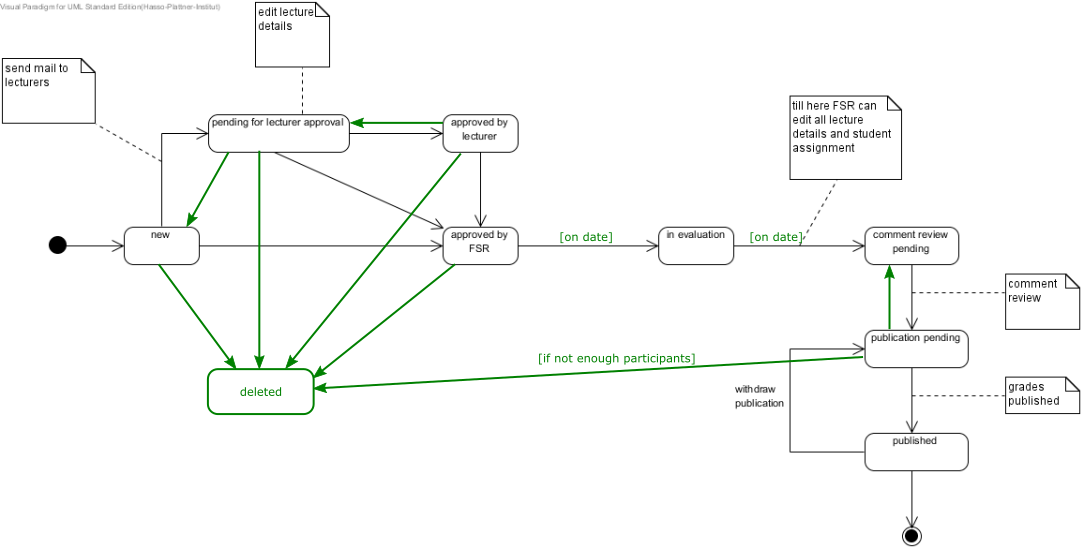 Visual Paradigm for UML Standard Edition(Hasso-Plattner-Institut)
edit lecture
details
send mail to
lecturers
till here FSR can
edit all lecture
details and student
assignment
pending for lecturer approval
approved by
lecturer
new
approved by
FSR
[on date]
in evaluation
[on date]
comment review
pending
comment
review
publication pending
[if not enough participants]
deleted
withdraw
publication
grades
published
published